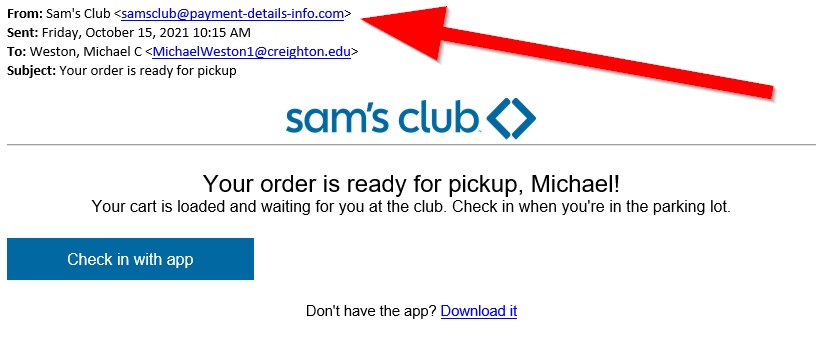 From: Sam's Club <samsclub@payment-details-info.com>
Sent: Friday, October 15, 2021 10:15 AM
To: Weston, Michael C <MichaelWeston1@creighton.edu>
Subject: Your order is ready for pickup
sam's club
Your order is ready for pickup, Michael!
Your cart is loaded and waiting for you at the club. Check in when you're in the parking lot.
Check in with app
Don't have the app? Download it